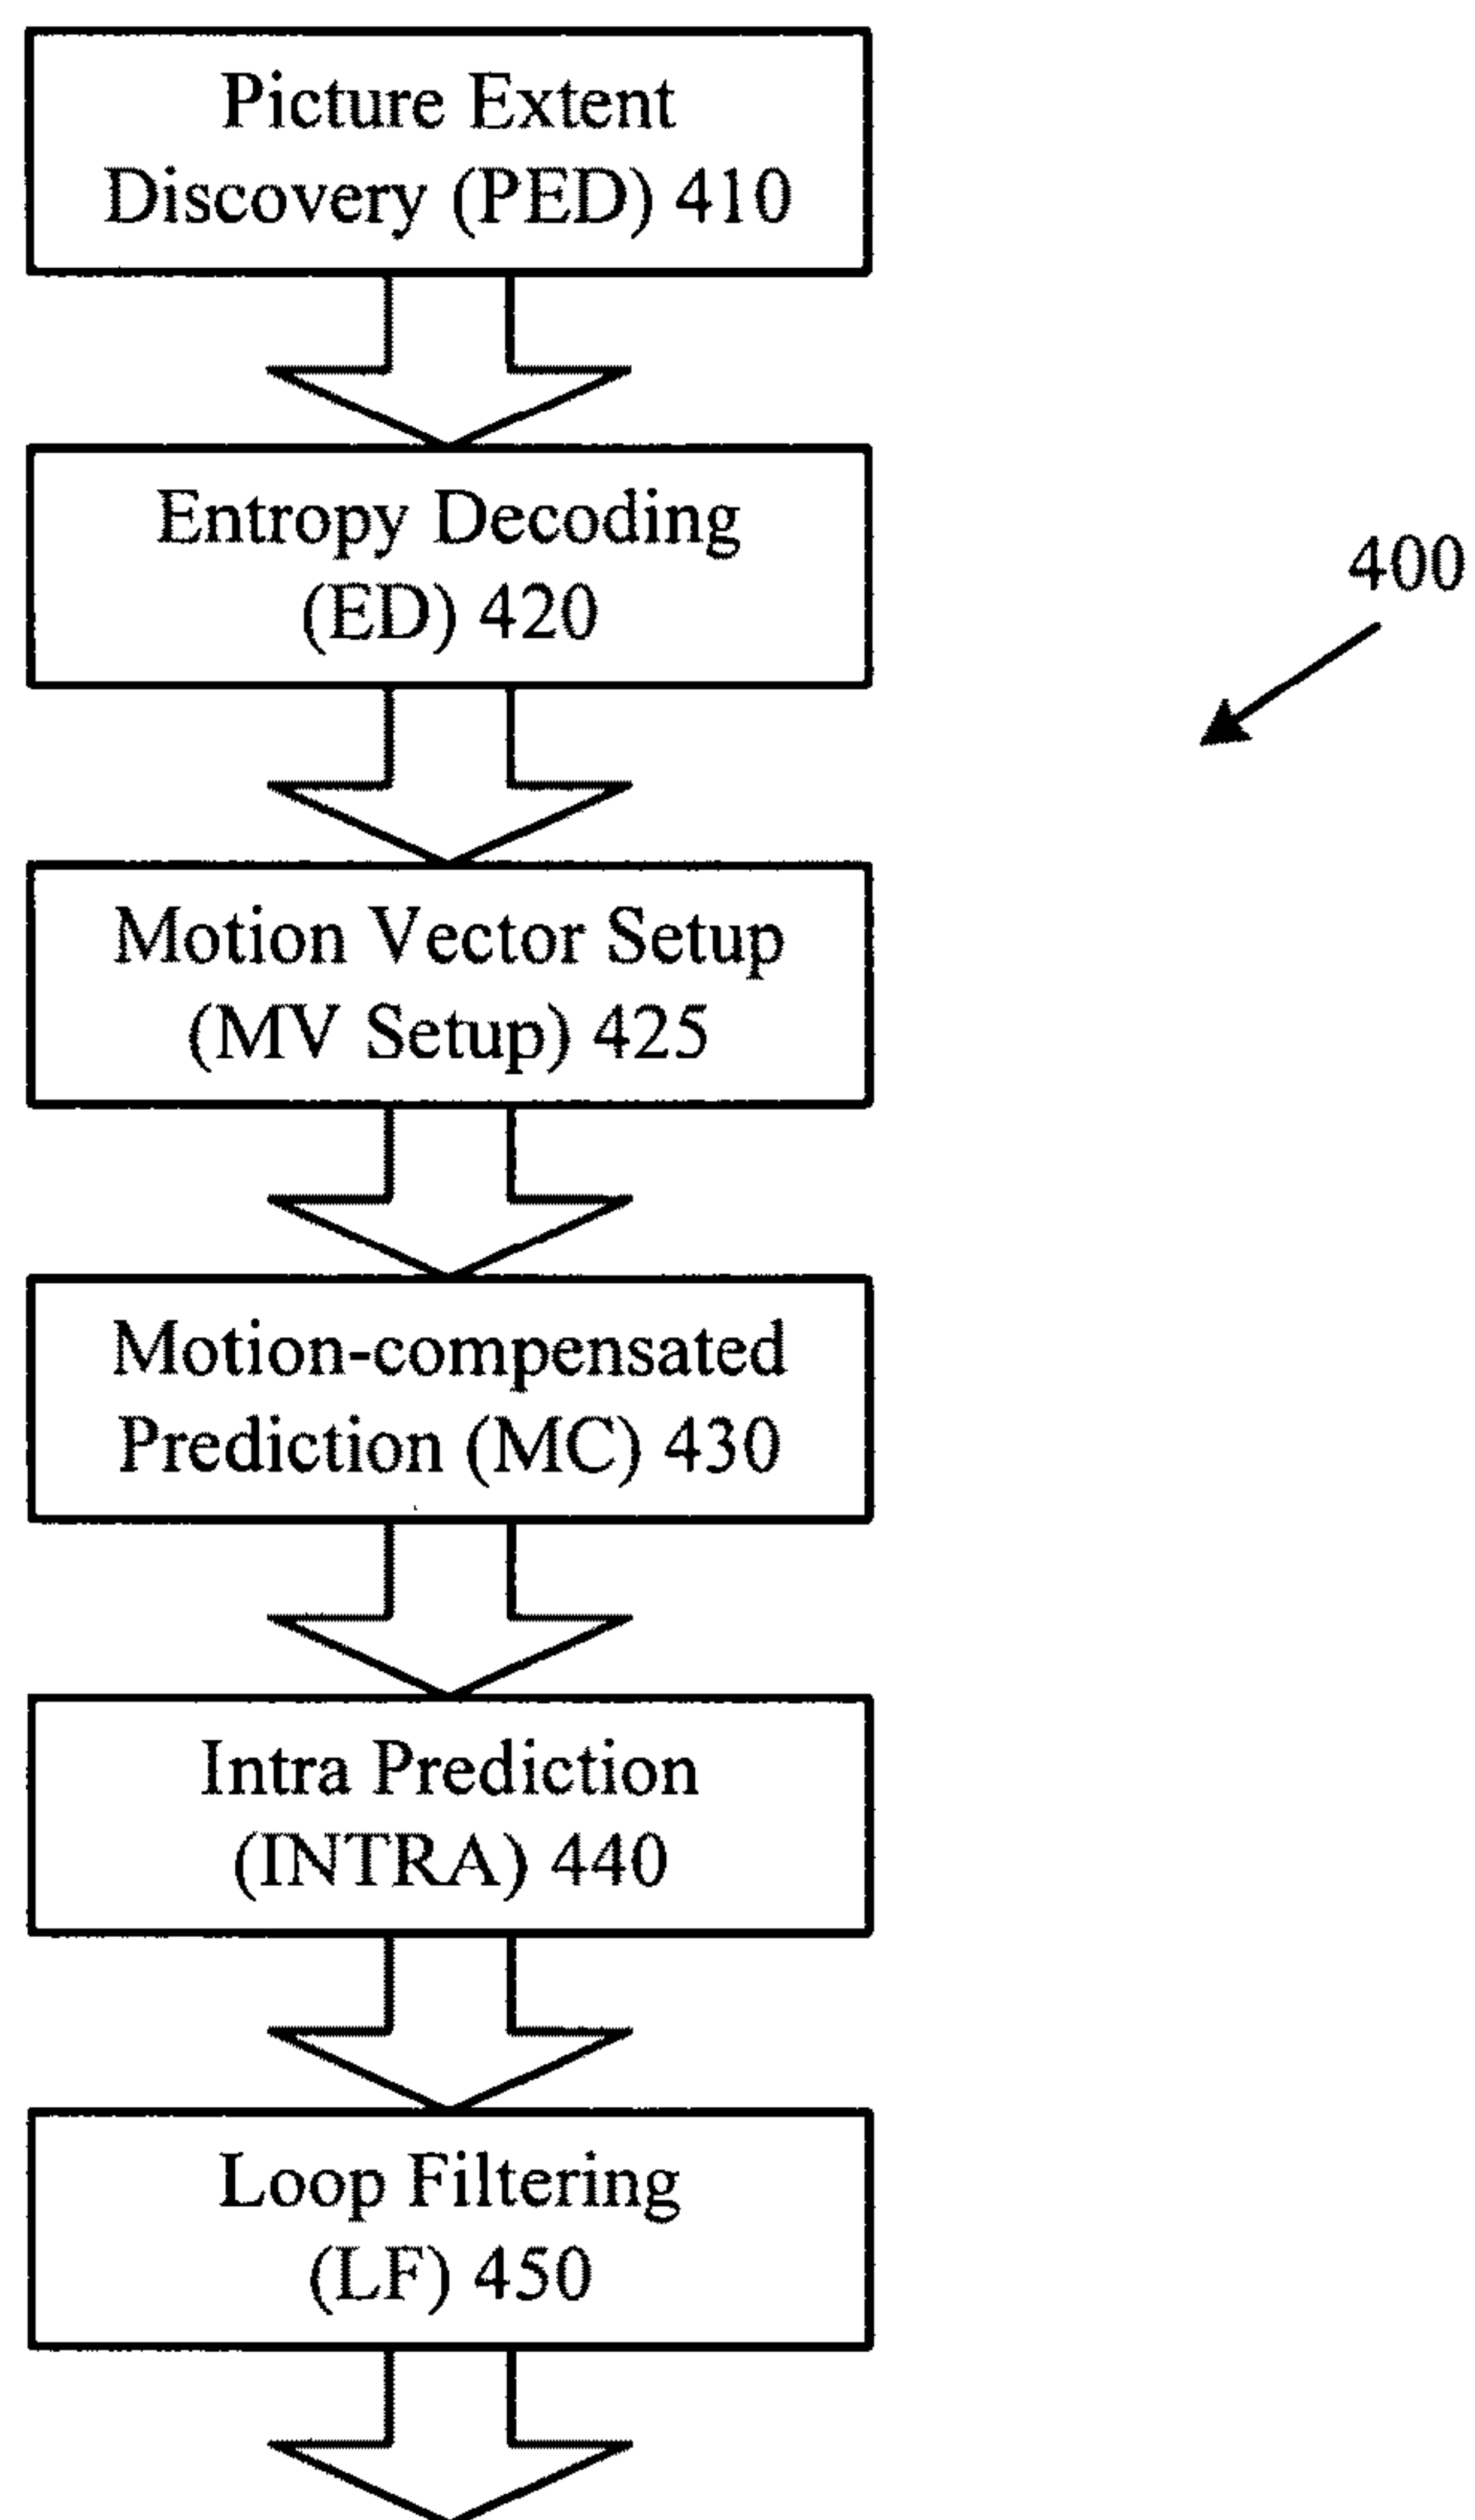 Picture Extent
Discovery (PED) 410
Entropy Decoding
(ED) 420
400
Motion Vector Setup
(MV Setup) 425
Motion-compensated
Prediction (MC) 430
Intra Prediction
(INTRA) 440
Loop Filtering
(LF) 450